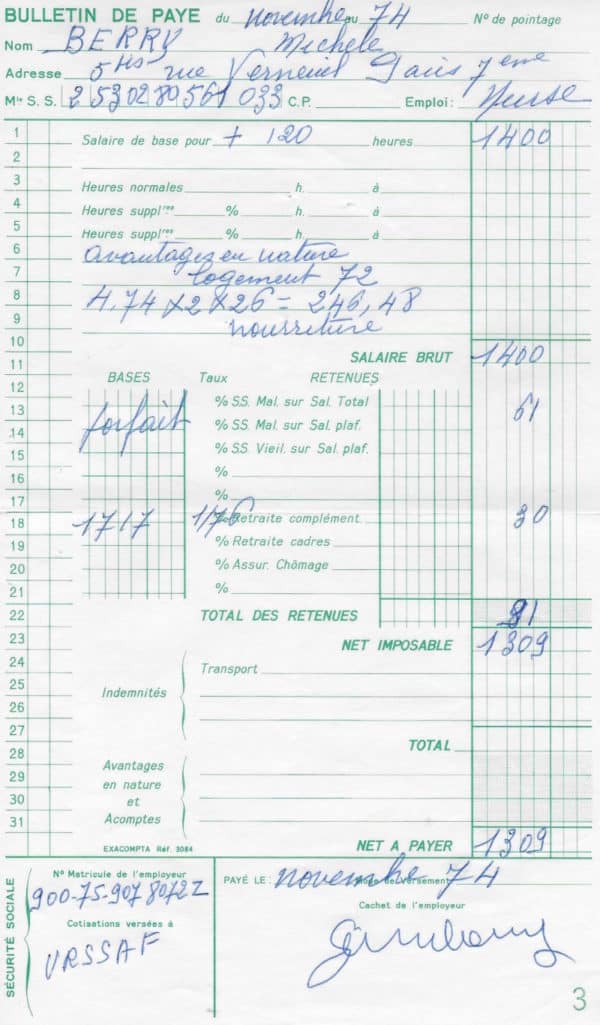 BULLETIN DE PAYE du novembre au 74 N° de pointage
Nom BERRY Michele
Adresse 5 bis rue Verneuil Paris 7 eme
Mle S. S. 2 53 02 80 561 033 C.P. Emploi: Nurse
1 Salaire de base pour + 120 heures 1400
2
3 Heures normales h. à
4 Heures suppl.res % h. à
5 Heures suppl.res % h. à
6 avantages en nature
7 logement 72
8 4.74 x 2 x 26 = 246,48
9 nourriture
10 SALAIRE BRUT 1400
11 BASES Taux RETENUES
12 % SS. Mal. sur Sal. Total
13 forfait % SS. Mal. sur Sal. plaf. 61
14 % SS. Vieil. sur Sal. plaf.
15 %
16 %
17
18 1717 1/76 % Retraite complément. 30
19 % Retraite cadres
20 % Assur. Chômage
21 %
22 TOTAL DES RETENUES 91
23 NET IMPOSABLE 1309
24 Transport
25 Indemnités
26
27
28 TOTAL
29 Avantages
30 en nature
31 et
Acomptes
EXACOMPTA Réf. 3084 NET A PAYER 1309
SÉCURITÉ SOCIALE
N° Matricule de l'employeur
900-75-907 8072Z
Cotisations versées à
URSSAF
PAYÉ LE: novembre 74
Cachet de l'employeur
3